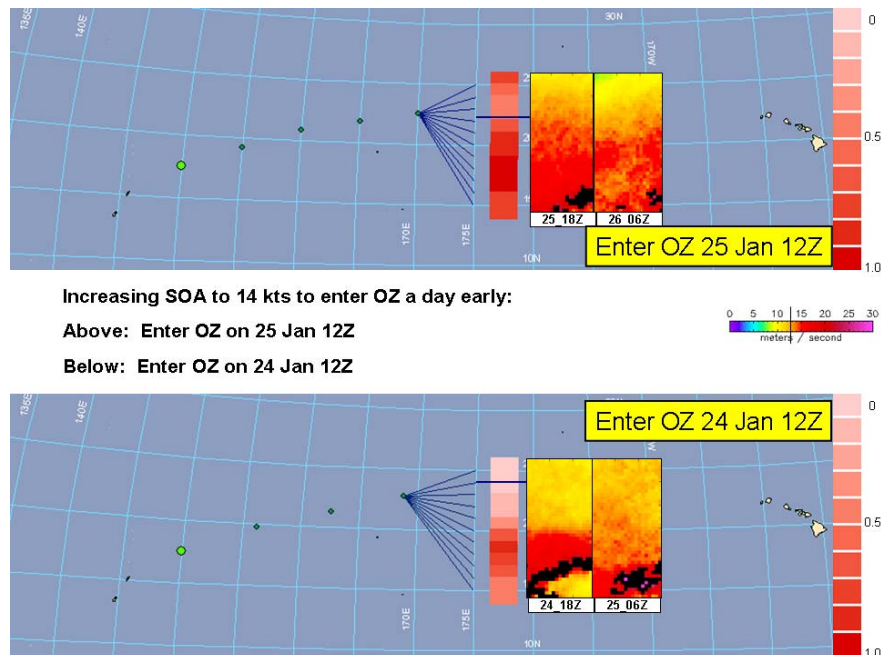 135E
140E
30N
170W
0
20
0.5
170E
175E
25_18Z
26_06Z
10N
Enter OZ 25 Jan 12Z
1.0
Increasing SOA to 14 kts to enter OZ a day early:
Above: Enter OZ on 25 Jan 12Z
Below: Enter OZ on 24 Jan 12Z
0 5 10 15 20 25 30
meters / second
135E
140E
Enter OZ 24 Jan 12Z
0
0.5
170E
175E
24_18Z
25_06Z
10N
1.0